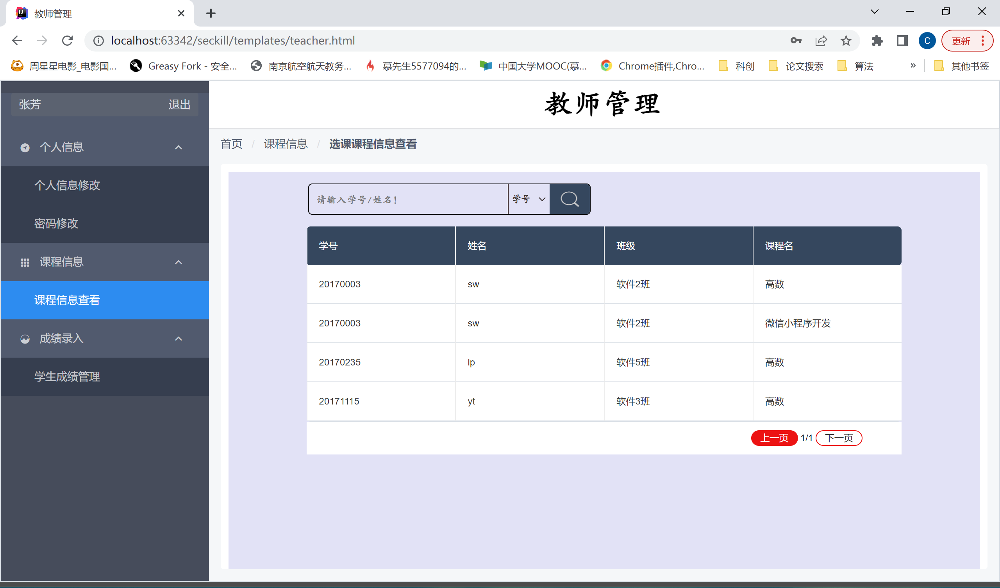 教师管理
localhost:63342/seckill/templates/teacher.html
更新
C
周星星电影_电影国...
Greasy Fork - 安全...
南京航空航天教务...
慕先生5577094的...
中国大学MOOC(慕...
Chrome插件,Chro...
科创
论文搜索
算法
»
其他书签
张芳 退出
个人信息
个人信息修改
密码修改
课程信息
课程信息查看
成绩录入
学生成绩管理
教师管理
首页 / 课程信息 / 选课课程信息查看
请输入学号/姓名!
学号
学号 姓名 班级 课程名
20170003 sw 软件2班 高数
20170003 sw 软件2班 微信小程序开发
20170235 lp 软件5班 高数
20171115 yt 软件3班 高数
上一页 1/1 下一页